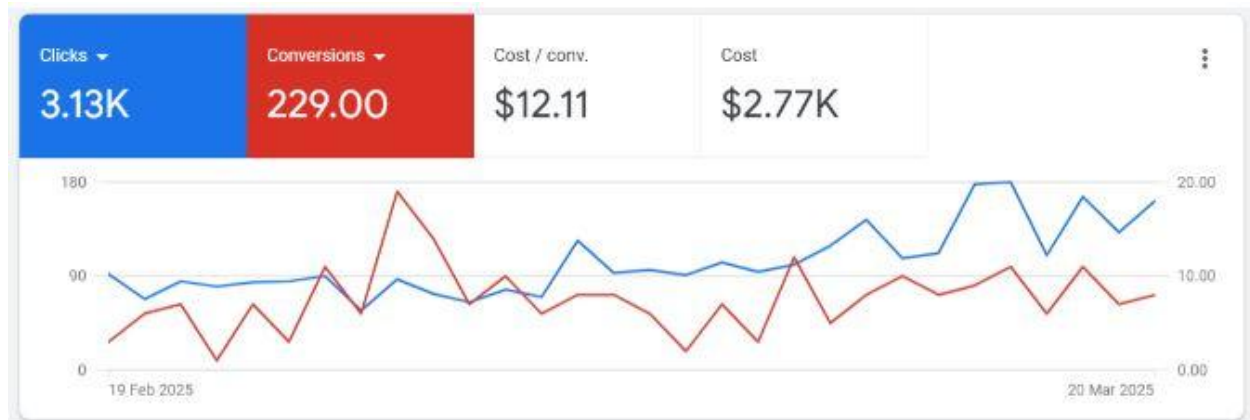 Clicks
3.13K
Conversions
229.00
Cost / conv.
$12.11
Cost
$2.77K
180
90
0
20.00
10.00
0.00
19 Feb 2025
20 Mar 2025